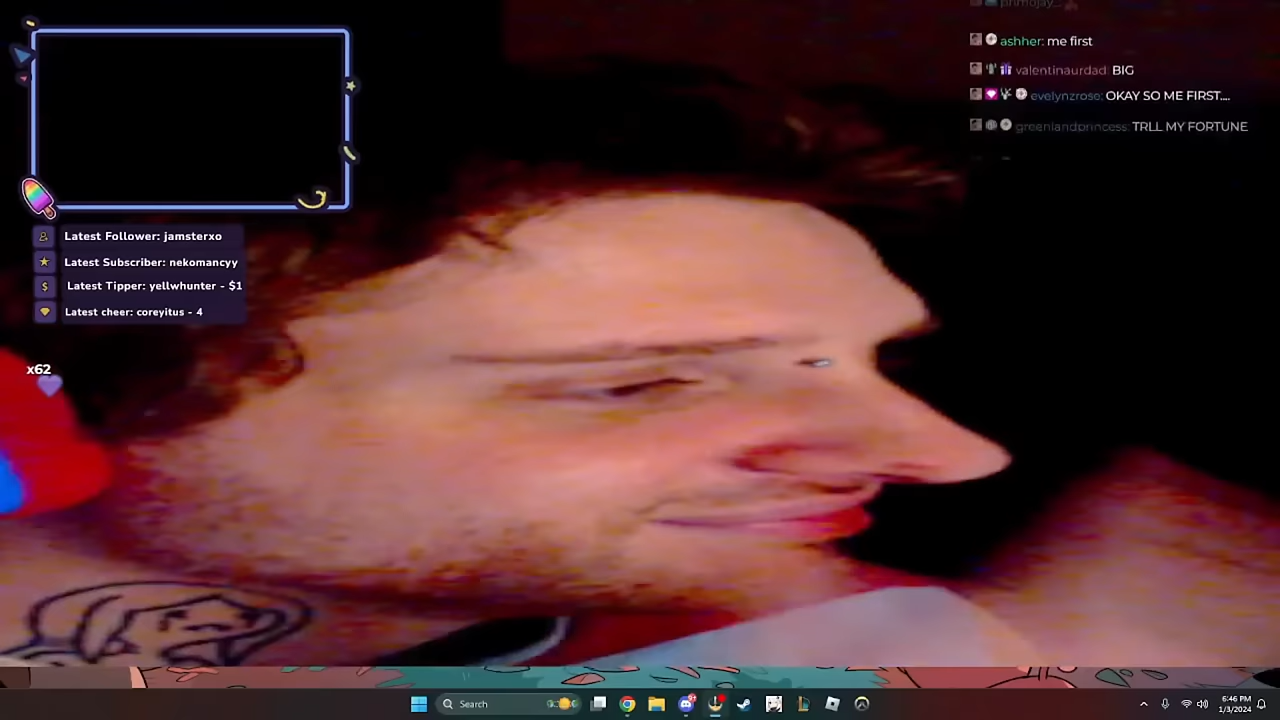 ashher: me first
valentinaurdad: BIG
evelynzrose: OKAY SO ME FIRST....
greenlandprincess: TRLL MY FORTUNE
Latest Follower: jamsterxo
Latest Subscriber: nekomancyy
Latest Tipper: yellwhunter - $1
Latest cheer: coreyitus - 4
x62
Search
6:46 PM
1/3/2024